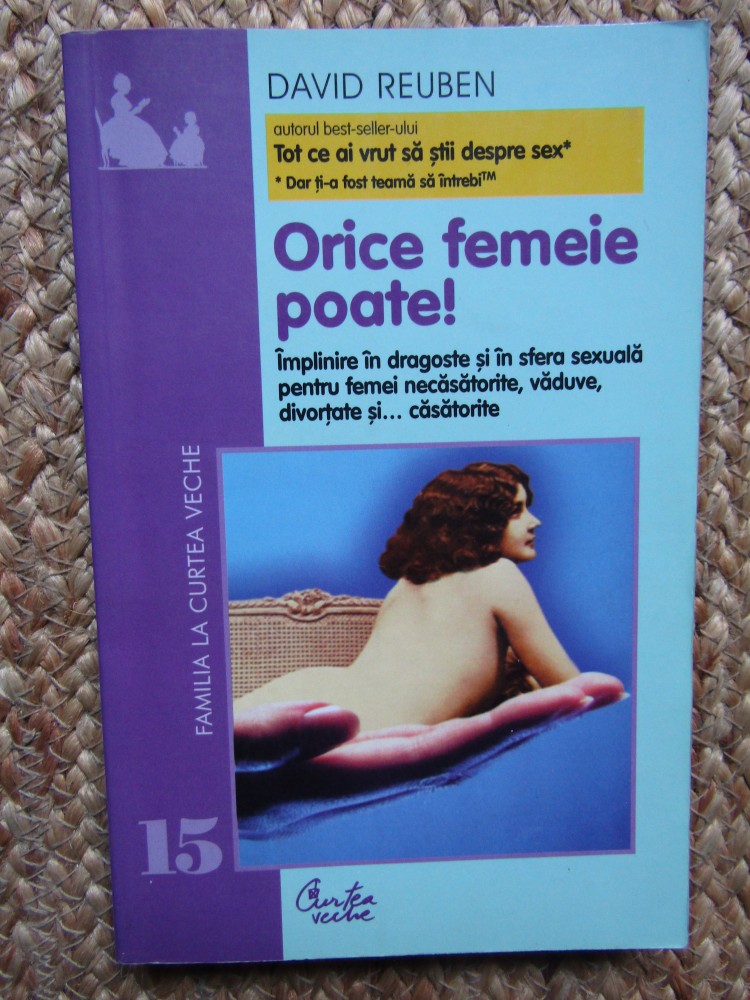 DAVID REUBEN
autorul best-seller-ului
Tot ce ai vrut să știi despre sex*
* Dar ți-a fost teamă să întrebi™
Orice femeie
poate!
Împlinire în dragoste și în sfera sexuală
pentru femei necăsătorite, văduve,
divorțate și... căsătorite
FAMILIA LA CURTEA VECHE
15
Curtea
veche